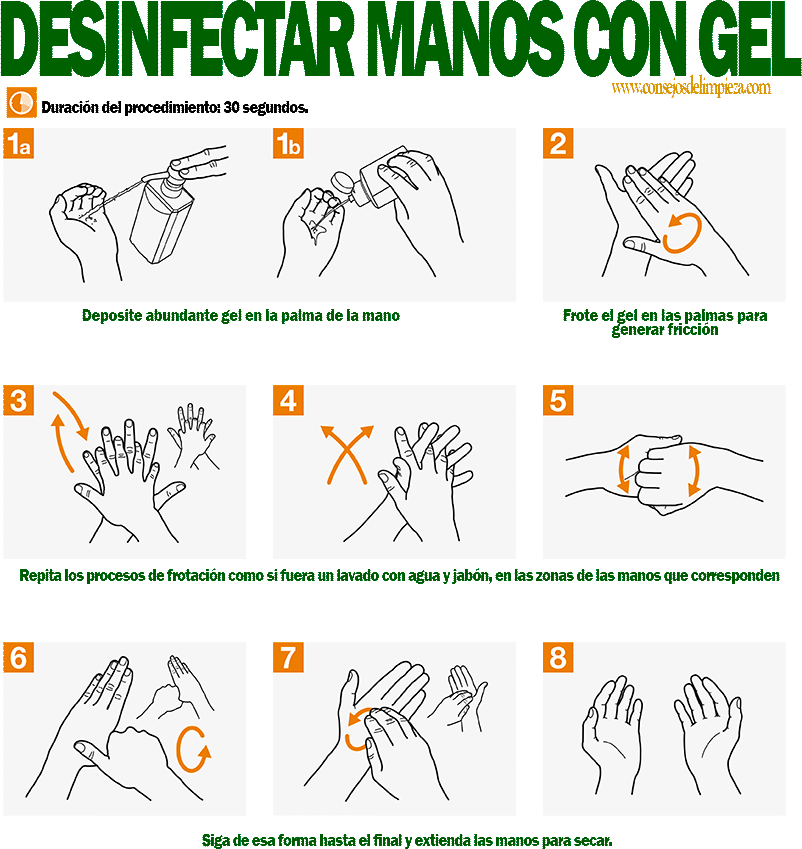 DESINFECTAR MANOS CON GEL
www.consejosdelimpieza.com
Duración del procedimiento: 30 segundos.
1a
1b
2
Deposite abundante gel en la palma de la mano
Frote el gel en las palmas para
generar fricción
3
4
5
Repita los procesos de frotación como si fuera un lavado con agua y jabón, en las zonas de las manos que corresponden
6
7
8
Siga de esa forma hasta el final y extienda las manos para secar.